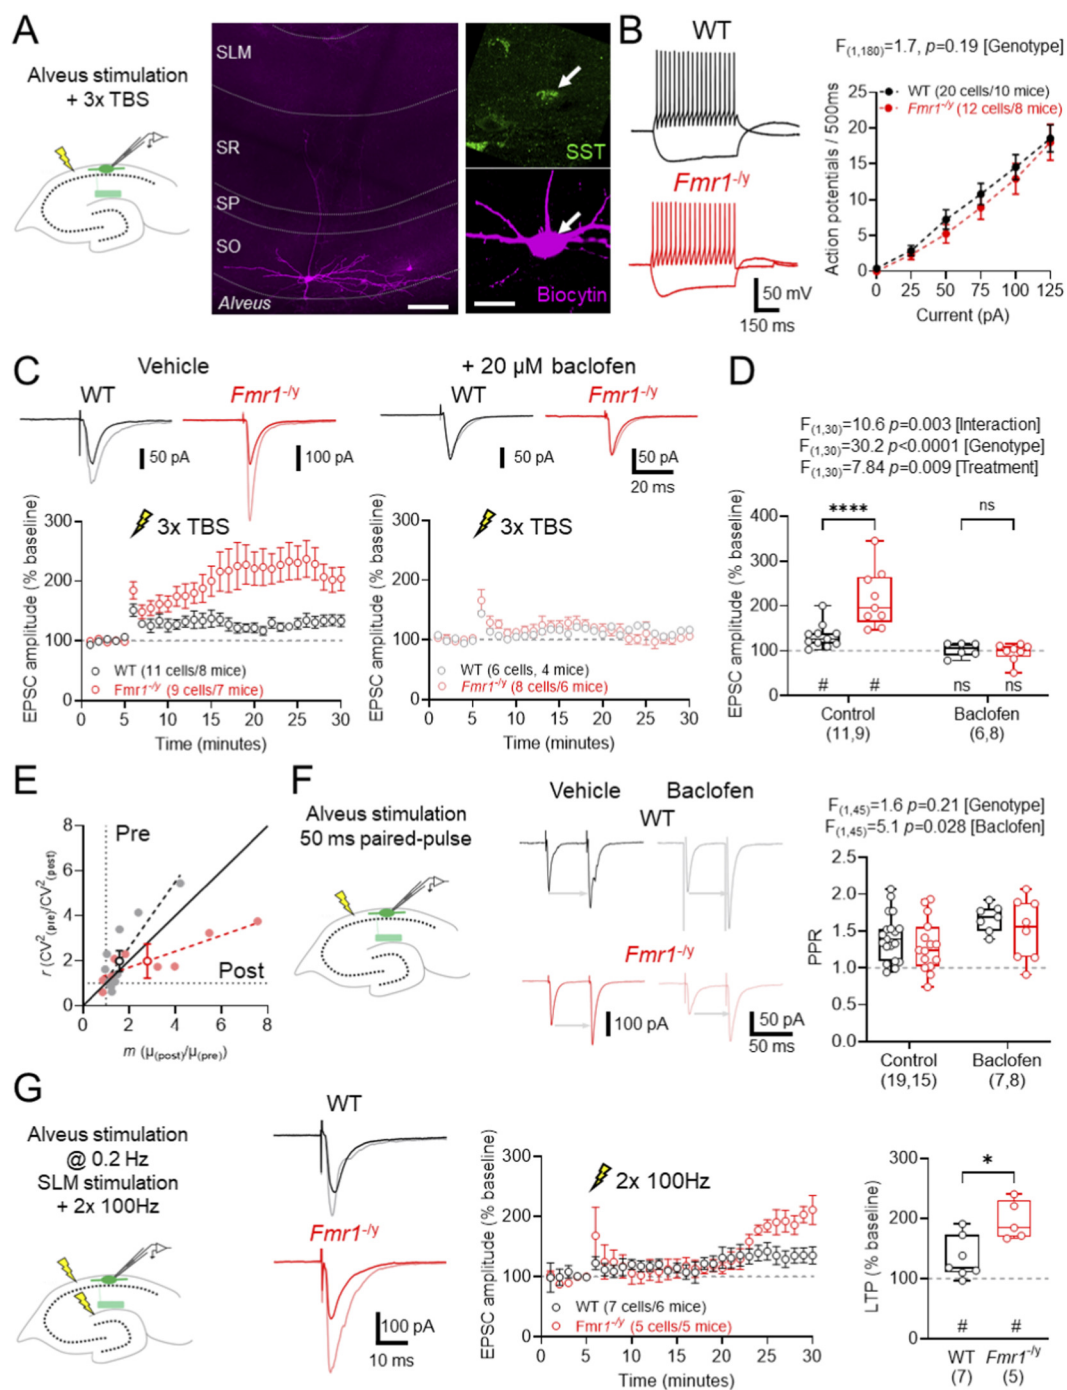 A
Alveus stimulation
+ 3x TBS
SLM
SR
SP
SO
Alveus
SST
Biocytin
B
WT
Fmr1-/y
50 mV
150 ms
F(1,180)=1.7, p=0.19 [Genotype]
WT (20 cells/10 mice)
Fmr1-/y (12 cells/8 mice)
Action potentials / 500ms
25
20
15
10
5
0
0 25 50 75 100 125
Current (pA)
C
Vehicle
WT
Fmr1-/y
50 pA
100 pA
+ 20 µM baclofen
WT
Fmr1-/y
50 pA
100 pA
20 ms
EPSC amplitude (% baseline)
300
200
100
0
3x TBS
WT (11 cells/8 mice)
Fmr1-/y (9 cells/7 mice)
0 5 10 15 20 25 30
Time (minutes)
EPSC amplitude (% baseline)
300
200
100
0
3x TBS
WT (6 cells, 4 mice)
Fmr1-/y (8 cells/6 mice)
0 5 10 15 20 25 30
Time (minutes)
D
F(1,30)=10.6 p=0.003 [Interaction]
F(1,30)=30.2 p<0.0001 [Genotype]
F(1,30)=7.84 p=0.009 [Treatment]
EPSC amplitude (% baseline)
400
300
200
100
0
****
ns
# # ns ns
Control Baclofen
(11,9) (6,8)
E
r (CV²(pre)/CV²(post))
8
6
4
2
0
Pre
Post
0 2 4 6 8
m (µ(post)/µ(pre))
F
Alveus stimulation
50 ms paired-pulse
Vehicle Baclofen
WT
Fmr1-/y
100 pA
50 pA
50 ms
F(1,45)=1.6 p=0.21 [Genotype]
F(1,45)=5.1 p=0.028 [Baclofen]
PPR
2.5
2.0
1.5
1.0
0.5
0.0
Control Baclofen
(19,15) (7,8)
G
Alveus stimulation
@ 0.2 Hz
SLM stimulation
+ 2x 100Hz
WT
Fmr1-/y
100 pA
10 ms
EPSC amplitude (% baseline)
300
200
100
0
2x 100Hz
WT (7 cells/6 mice)
Fmr1-/y (5 cells/5 mice)
0 5 10 15 20 25 30
Time (minutes)
LTP (% baseline)
300
200
100
0
*
# #
WT Fmr1-/y
(7) (5)